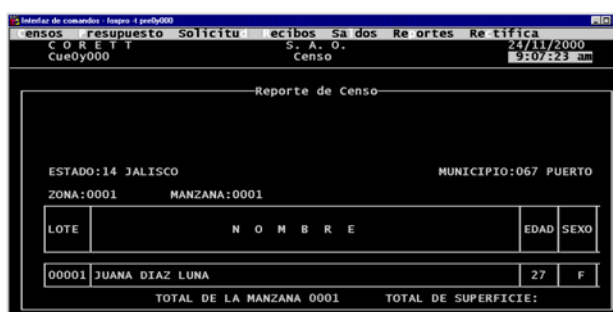 Interfaz de comandos - foxpro -t pre0y000
ensos resupuesto Solicitu ecibos Sa dos Re ortes Re tifica
C O R E T T S. A. O. 24/11/2000
Cue0y000 Censo 9:07:23 am
Reporte de Censo
ESTADO:14 JALISCO MUNICIPIO:067 PUERTO
ZONA:0001 MANZANA:0001
LOTE N O M B R E EDAD SEXO
00001 JUANA DIAZ LUNA 27 F
TOTAL DE LA MANZANA 0001 TOTAL DE SUPERFICIE: